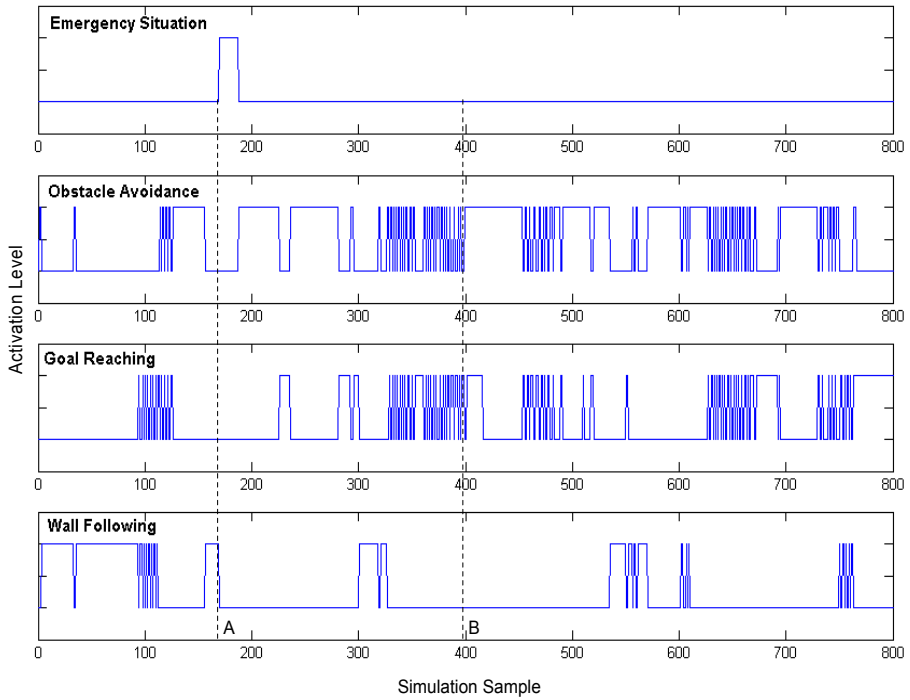 Emergency Situation
0 100 200 300 400 500 600 700 800
Obstacle Avoidance
0 100 200 300 400 500 600 700 800
Activation Level
Goal Reaching
0 100 200 300 400 500 600 700 800
Wall Following
A B
0 100 200 300 400 500 600 700 800
Simulation Sample